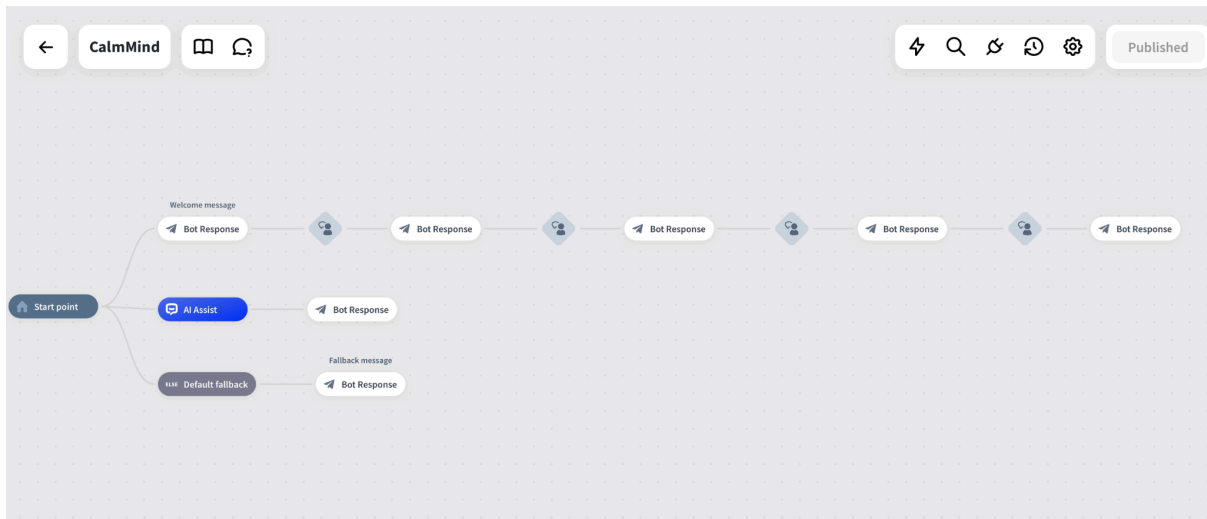 CalmMind
Published
Welcome message
Bot Response
Bot Response
Bot Response
Bot Response
Bot Response
Start point
AI Assist
Bot Response
Fallback message
ELSE Default fallback
Bot Response